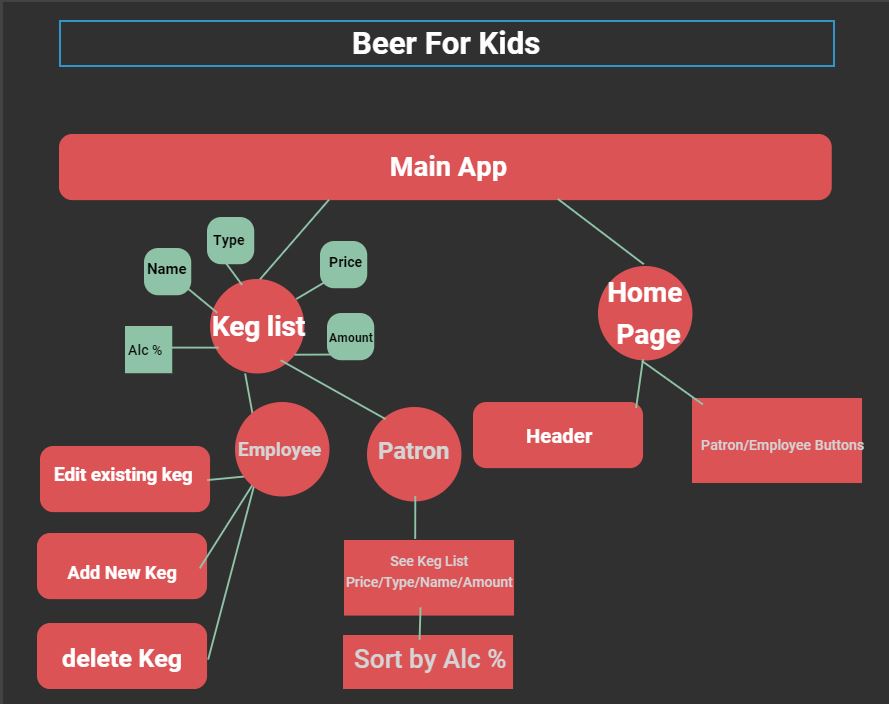 Beer For Kids
Main App
Type
Name
Price
Home
Page
Keg list
Amount
Alc %
Employee
Patron
Header
Patron/Employee Buttons
Edit existing keg
See Keg List
Price/Type/Name/Amount
Add New Keg
delete Keg
Sort by Alc %